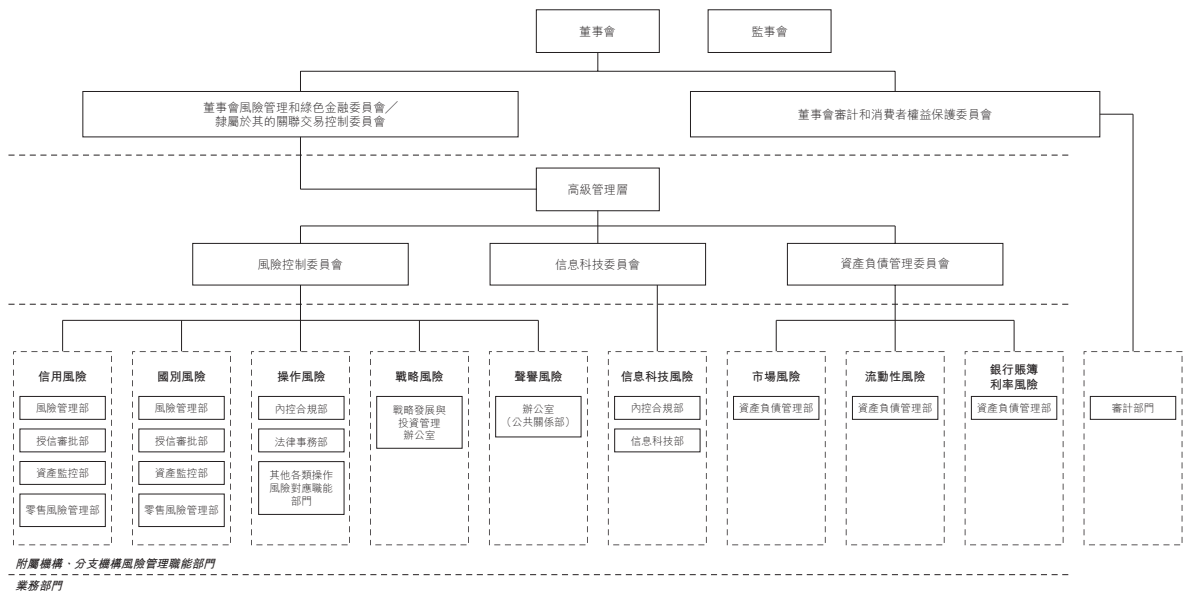 董事會
監事會
董事會風險管理和綠色金融委員會／
隸屬於其的關聯交易控制委員會
董事會審計和消費者權益保護委員會
高級管理層
風險控制委員會
信息科技委員會
資產負債管理委員會
信用風險
風險管理部
授信審批部
資產監控部
零售風險管理部
國別風險
風險管理部
授信審批部
資產監控部
零售風險管理部
操作風險
內控合規部
法律事務部
其他各類操作
風險對應職能
部門
戰略風險
戰略發展與
投資管理
辦公室
聲譽風險
辦公室
（公共關係部）
信息科技風險
內控合規部
信息科技部
市場風險
資產負債管理部
流動性風險
資產負債管理部
銀行賬簿
利率風險
資產負債管理部
審計部門
附屬機構、分支機構風險管理職能部門
業務部門